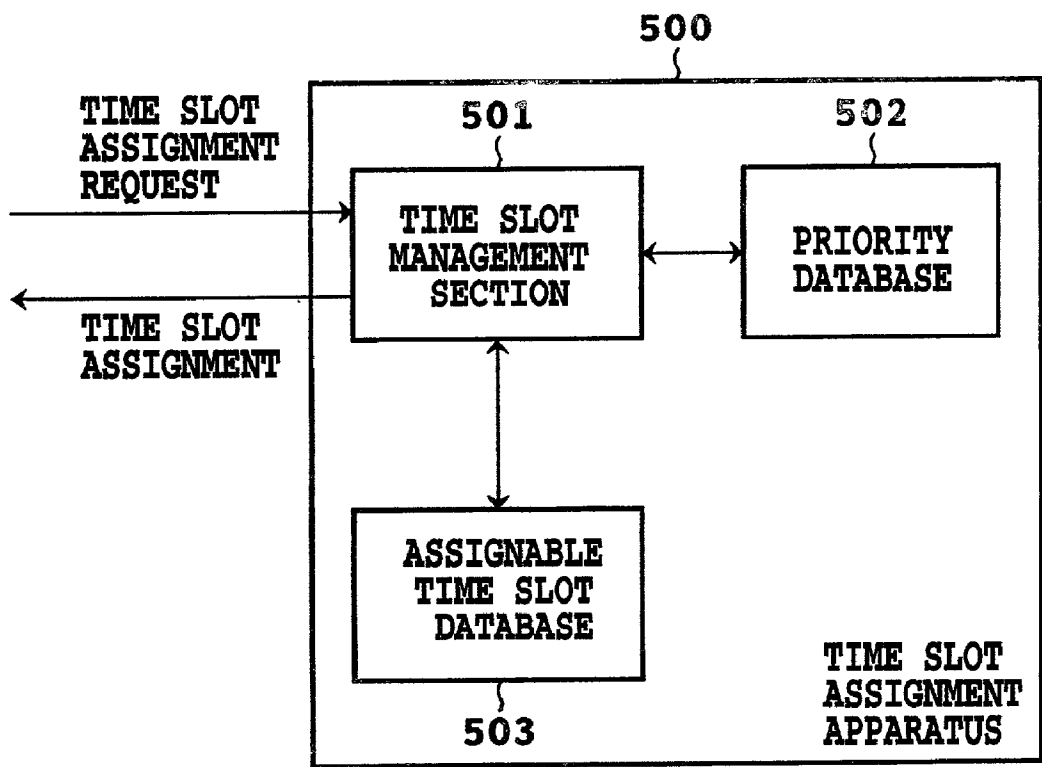 500
TIME SLOT
ASSIGNMENT
REQUEST
501
502
TIME SLOT
MANAGEMENT
SECTION
PRIORITY
DATABASE
TIME SLOT
ASSIGNMENT
ASSIGNABLE
TIME SLOT
DATABASE
503
TIME SLOT
ASSIGNMENT
APPARATUS